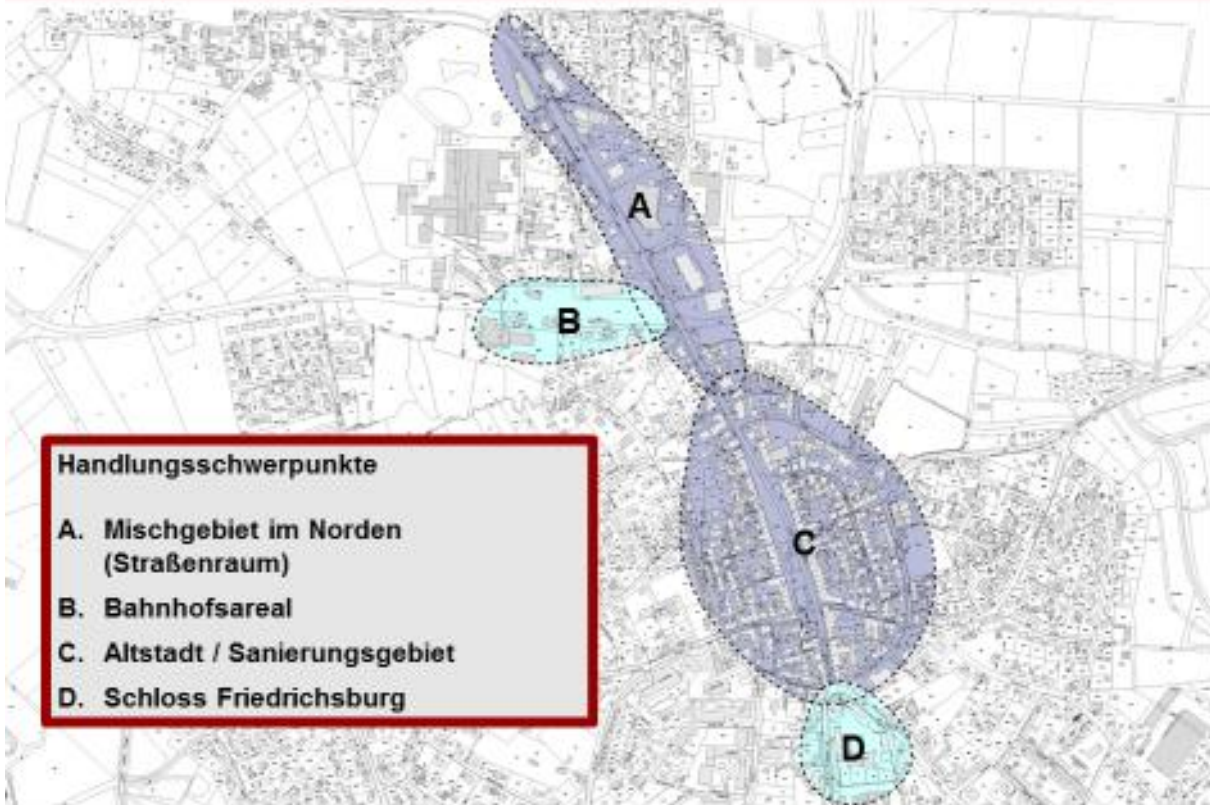 A
B
C
D
Handlungsschwerpunkte
A. Mischgebiet im Norden
(Straßenraum)
B. Bahnhofsareal
C. Altstadt / Sanierungsgebiet
D. Schloss Friedrichsburg